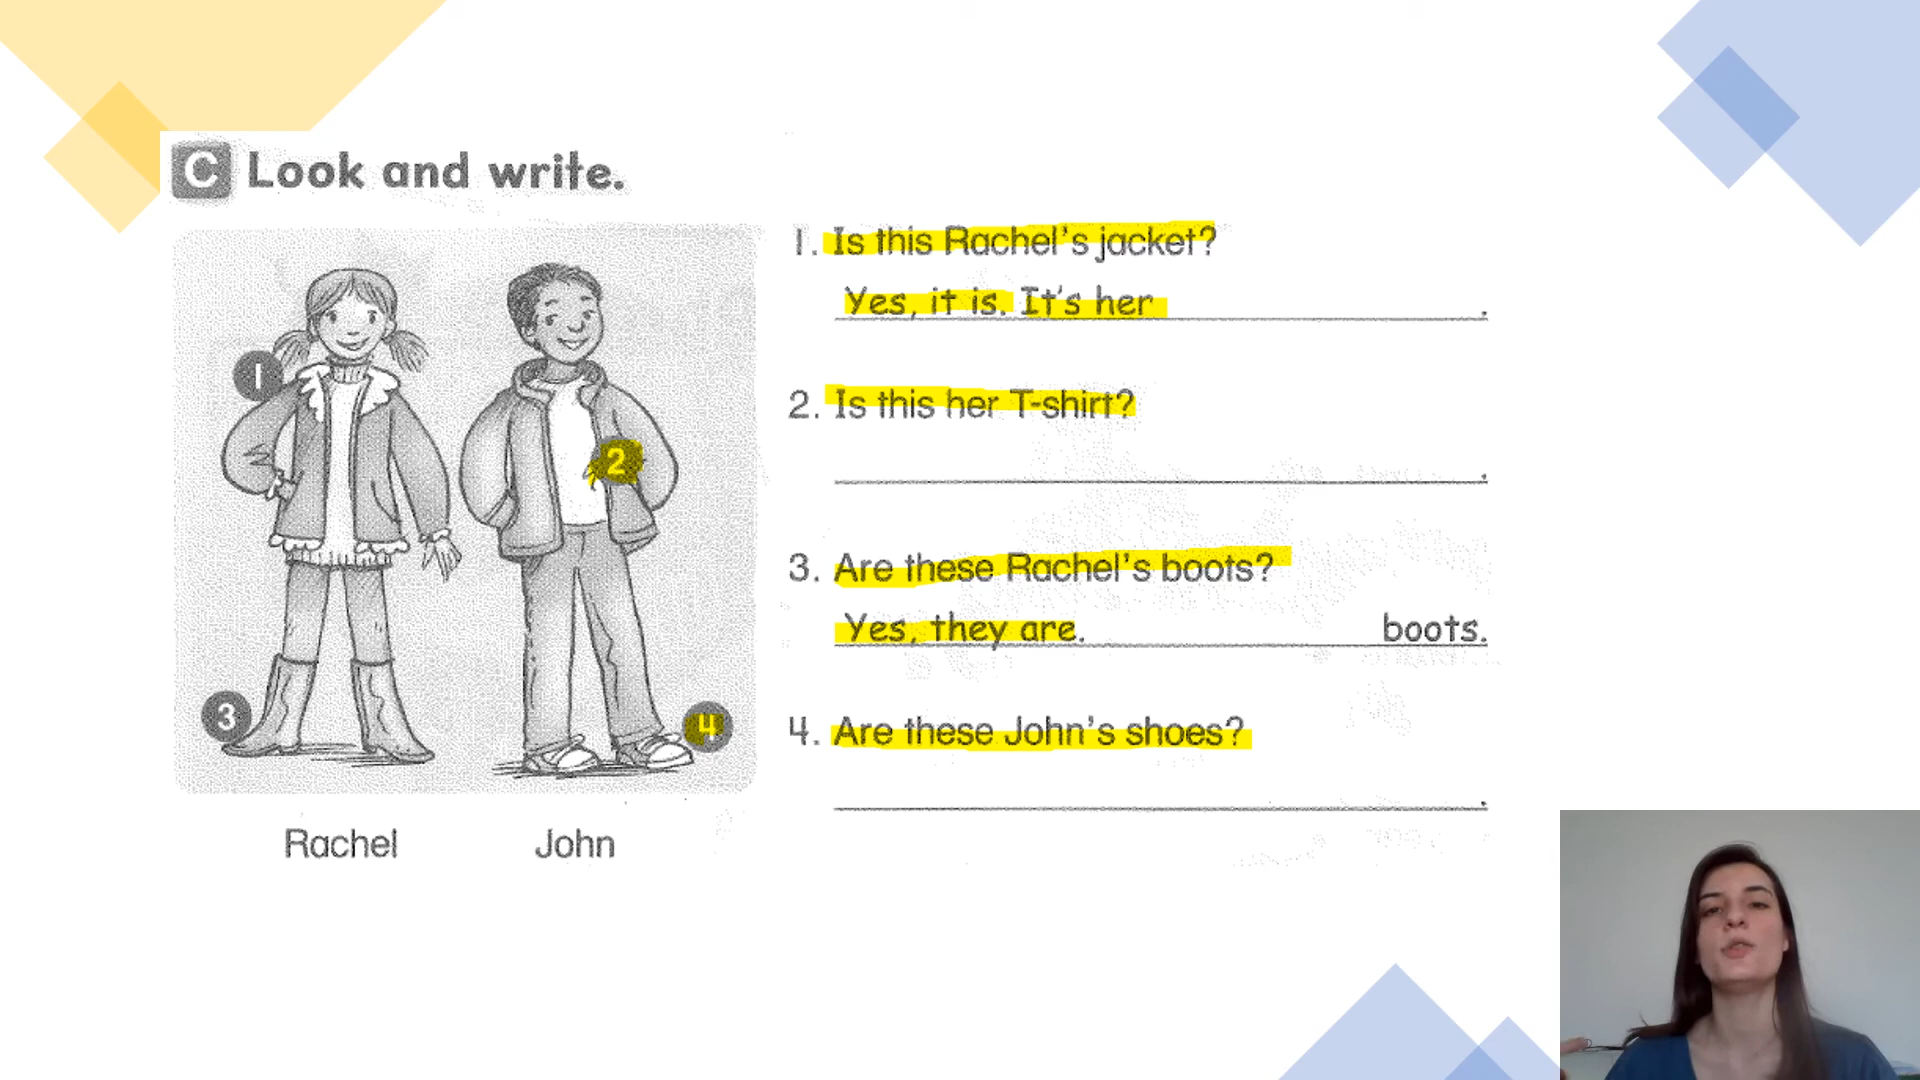 C Look and write.
1
2
3
4
Rachel John
1. Is this Rachel's jacket?
Yes, it is. It's her .
2. Is this her T-shirt?
.
3. Are these Rachel's boots?
Yes, they are. boots.
4. Are these John's shoes?
.